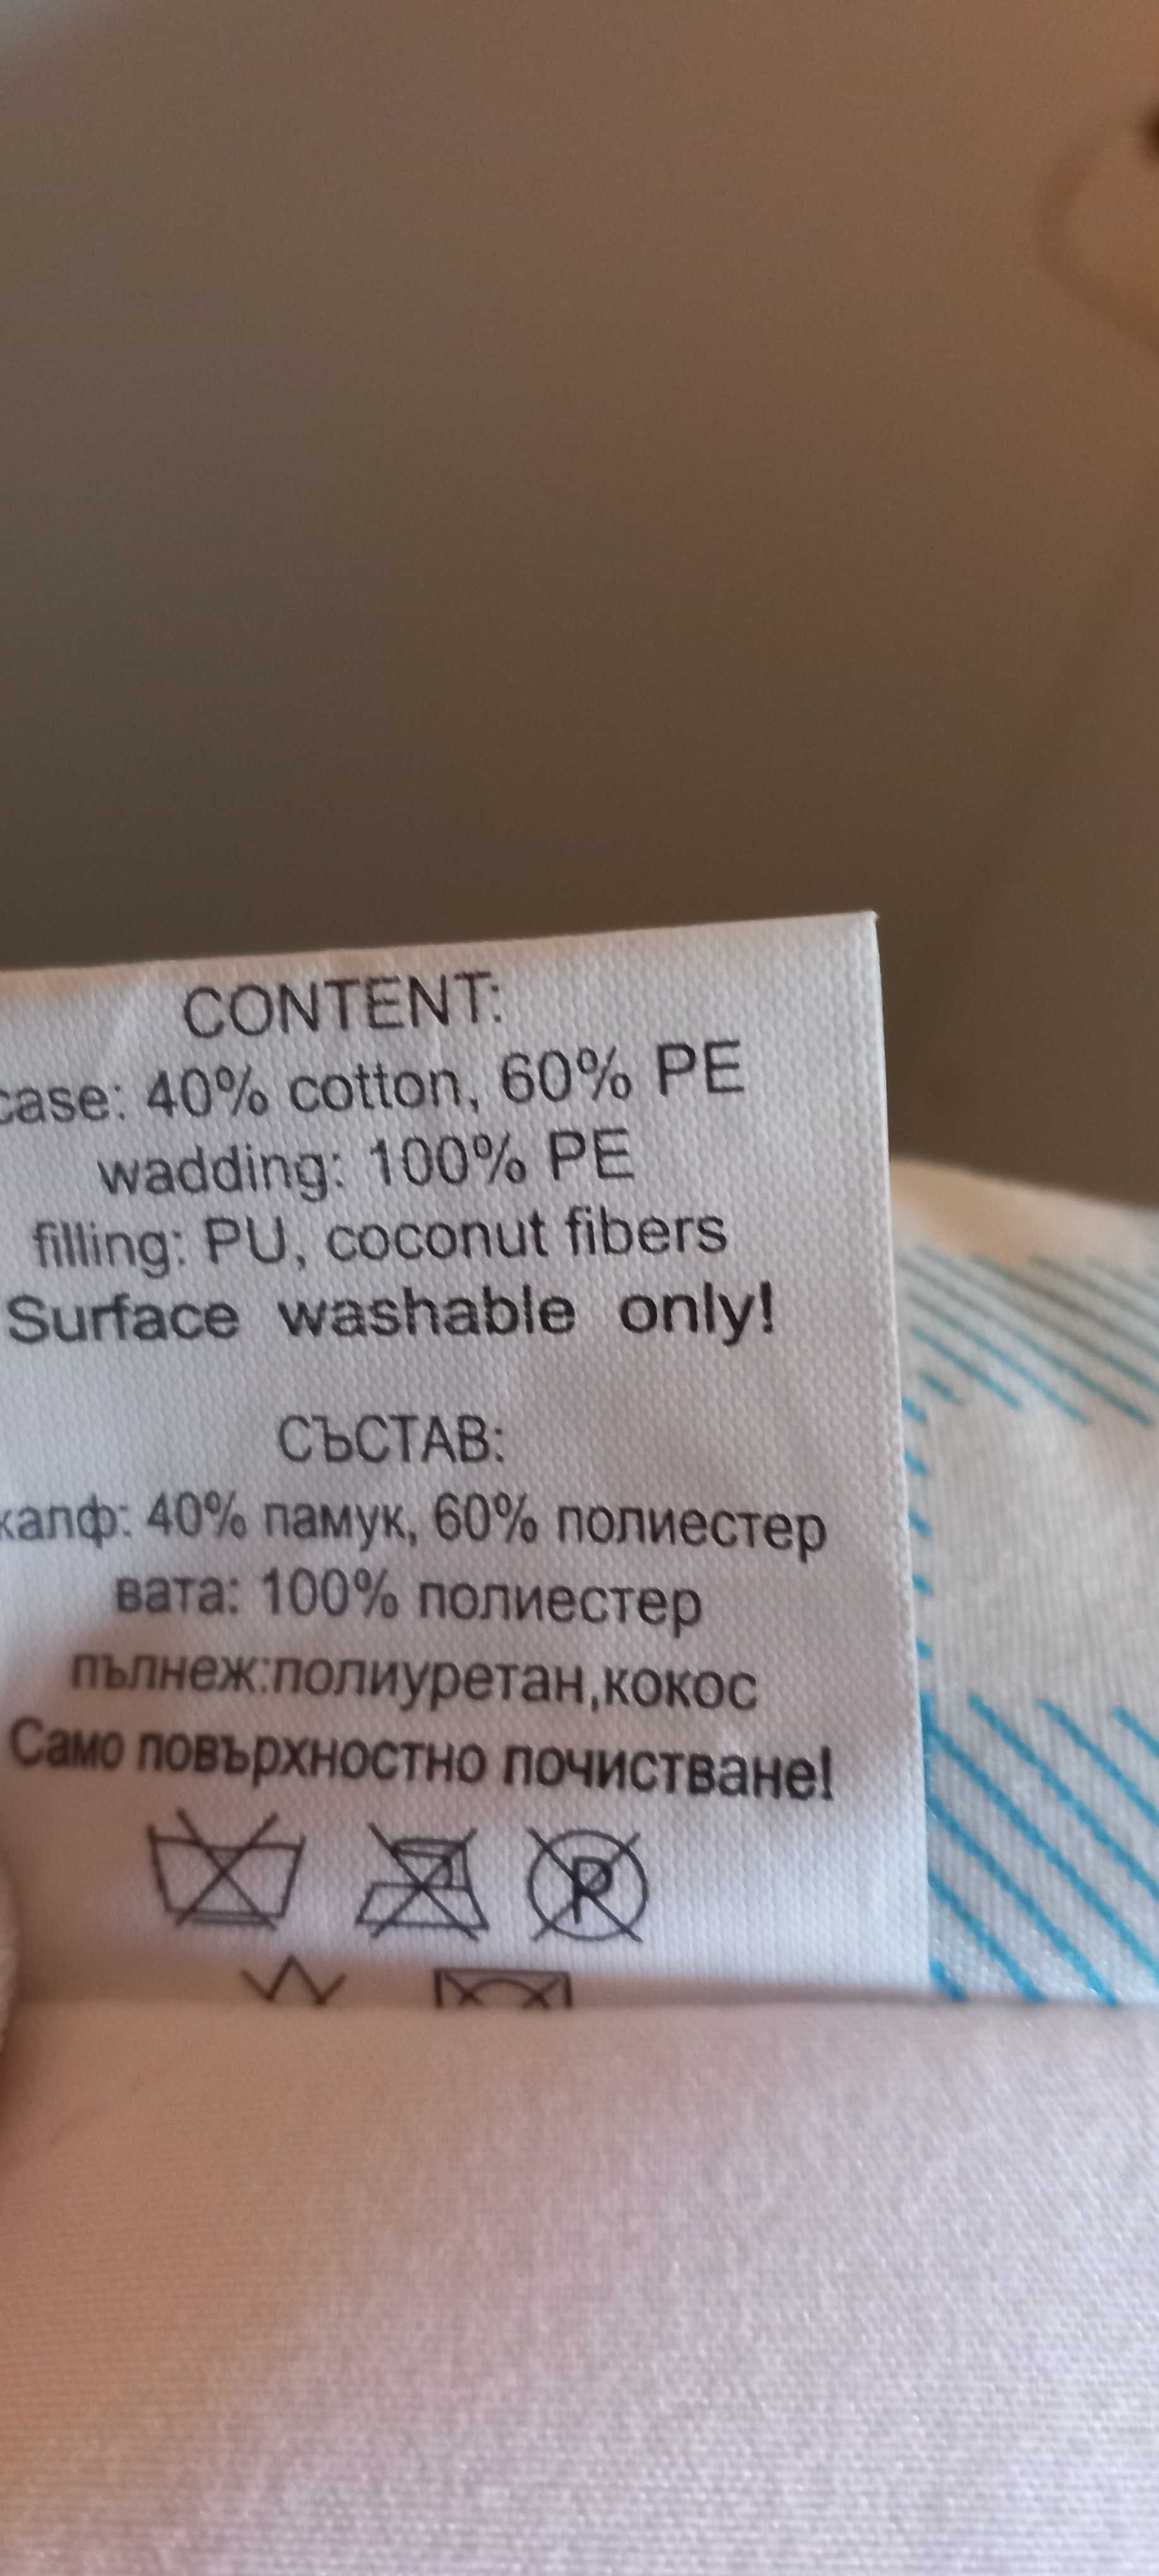 CONTENT:
case: 40% cotton, 60% PE
wadding: 100% PE
filling: PU, coconut fibers
Surface washable only!
СЪСТАВ:
калф: 40% памук, 60% полиестер
вата: 100% полиестер
пълнеж:полиуретан,кокос
Само повърхностно почистване!
P